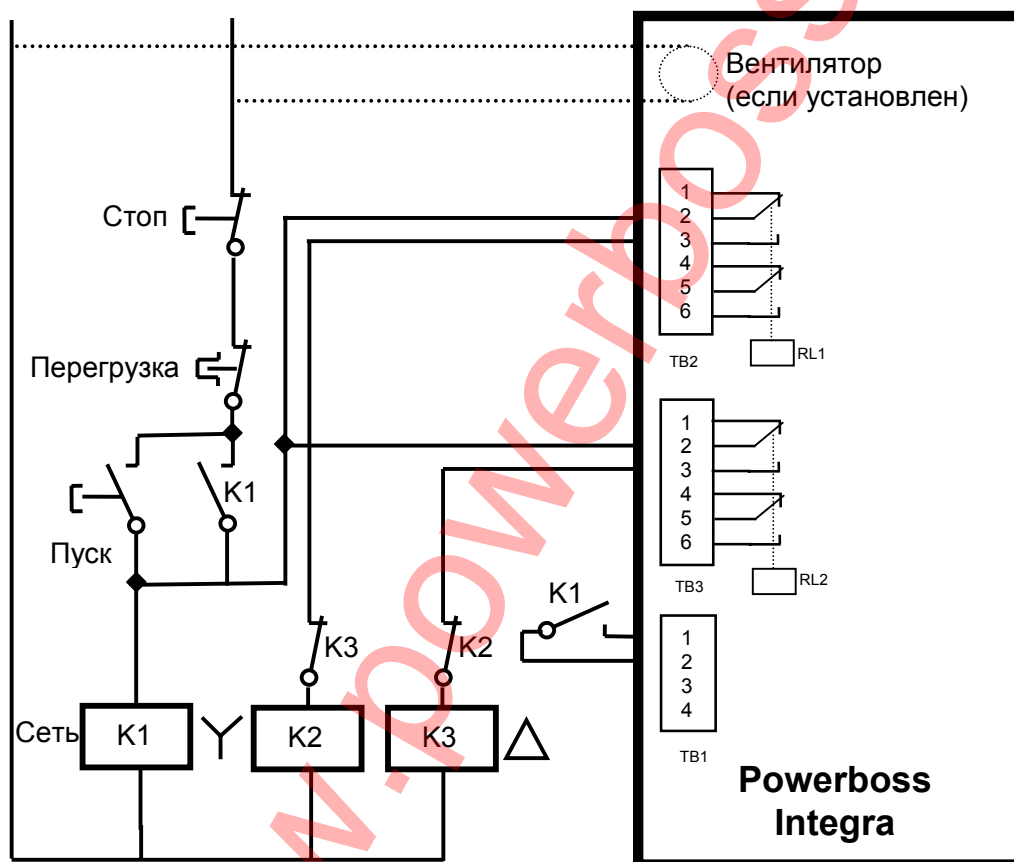 Вентилятор
(если установлен)
1
2
3
4
5
6
TB2
RL1
Стоп
Перегрузка
K1
Пуск
1
2
3
4
5
6
TB3
RL2
K1
K3
K2
1
2
3
4
TB1
Сеть
K1
K2
K3
Powerboss
Integra
w.powerboss